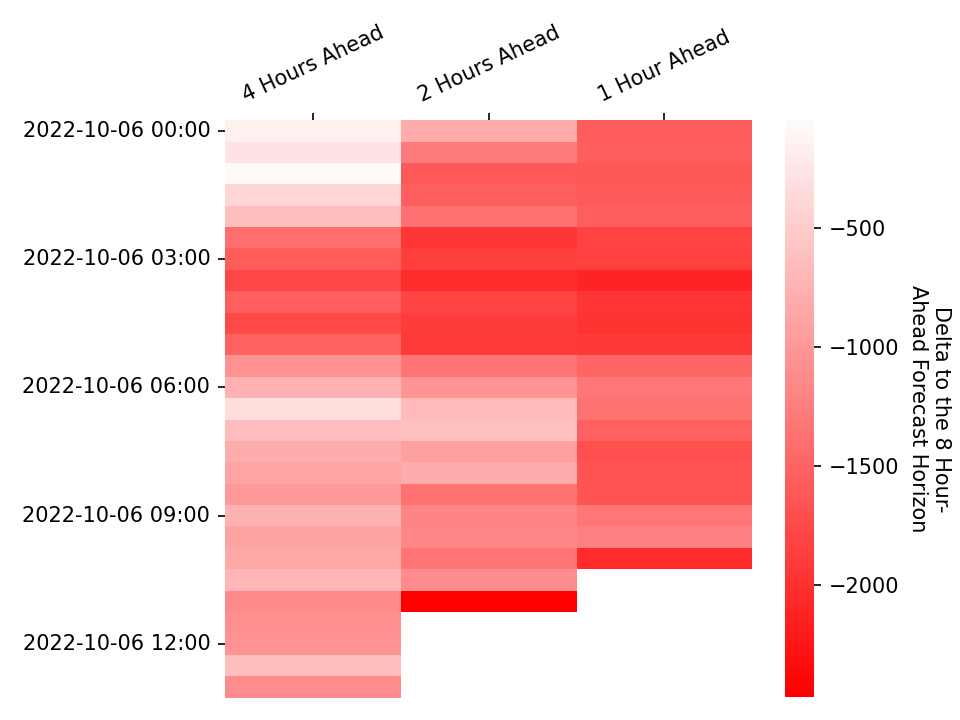 4 Hours Ahead
2 Hours Ahead
1 Hour Ahead
2022-10-06 00:00
2022-10-06 03:00
2022-10-06 06:00
2022-10-06 09:00
2022-10-06 12:00
−500
−1000
−1500
−2000
Delta to the 8 Hour-
Ahead Forecast Horizon